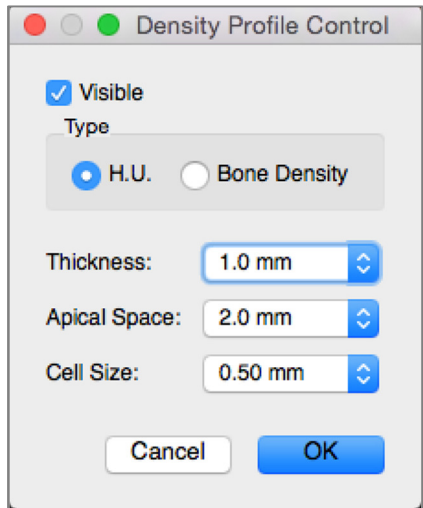 Density Profile Control
Visible
Type
H.U. Bone Density
Thickness: 1.0 mm
Apical Space: 2.0 mm
Cell Size: 0.50 mm
Cancel OK